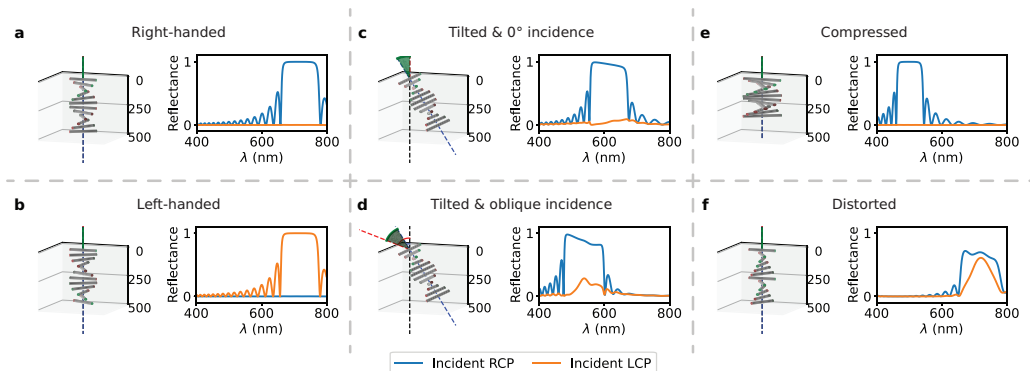 a Right-handed
0
250
500
Reflectance
1
0
400 600 800
λ (nm)
c Tilted & 0° incidence
0
250
500
Reflectance
1
0
400 600 800
λ (nm)
e Compressed
0
250
500
Reflectance
1
0
400 600 800
λ (nm)
b Left-handed
0
250
500
Reflectance
1
0
400 600 800
λ (nm)
d Tilted & oblique incidence
0
250
500
Reflectance
1
0
400 600 800
λ (nm)
f Distorted
0
250
500
Reflectance
1
0
400 600 800
λ (nm)
Incident RCP Incident LCP